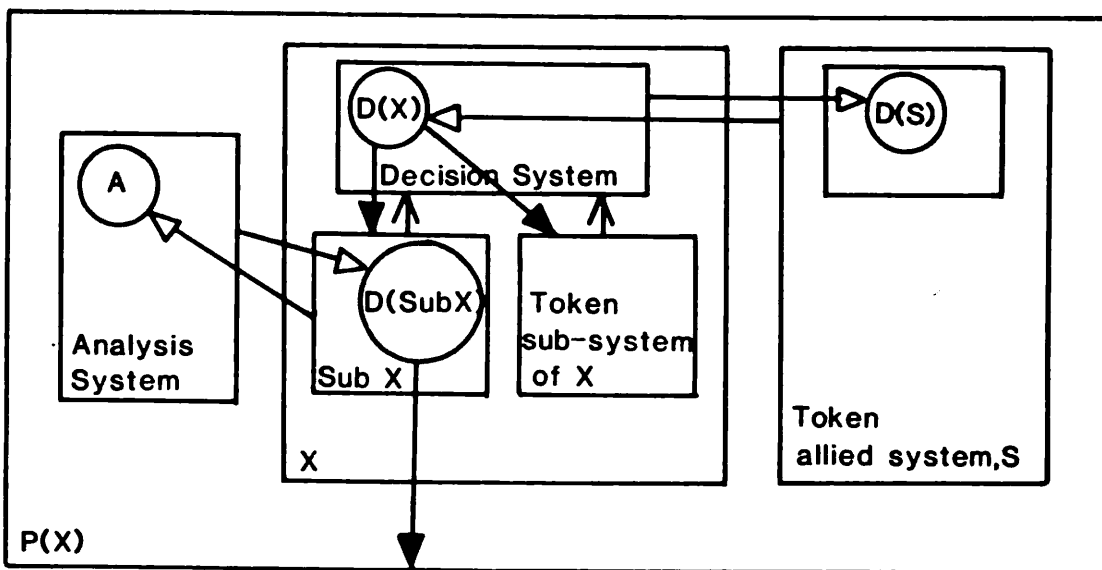 D(X)
D(S)
Decision System
A
D(SubX)
Token
sub-system
of X
Analysis
System
Sub X
Token
allied system,S
X
P(X)